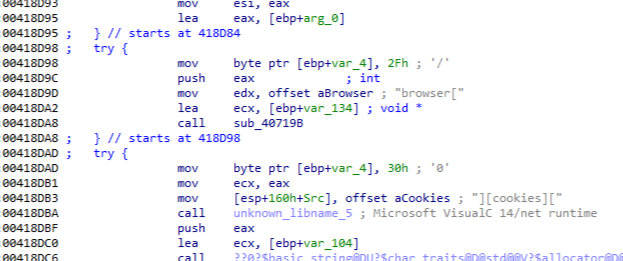 :00418D93 mov esi, eax
:00418D95 lea eax, [ebp+arg_0]
:00418D95 ; } // starts at 418D84
:00418D98 ; try {
:00418D98 mov byte ptr [ebp+var_4], 2Fh ; '/'
:00418D9C push eax ; int
:00418D9D mov edx, offset aBrowser ; "browser["
:00418DA2 lea ecx, [ebp+var_134] ; void *
:00418DA8 call sub_40719B
:00418DA8 ; } // starts at 418D98
:00418DAD ; try {
:00418DAD mov byte ptr [ebp+var_4], 30h ; '0'
:00418DB1 mov ecx, eax
:00418DB3 mov [esp+160h+Src], offset aCookies ; "][cookies]["
:00418DBA call unknown_libname_5 ; Microsoft VisualC 14/net runtime
:00418DBF push eax
:00418DC0 lea ecx, [ebp+var_104]
:00418DC6 call ??0?$basic_string@DU?$char_traits@D@std@@V?$allocator@D@